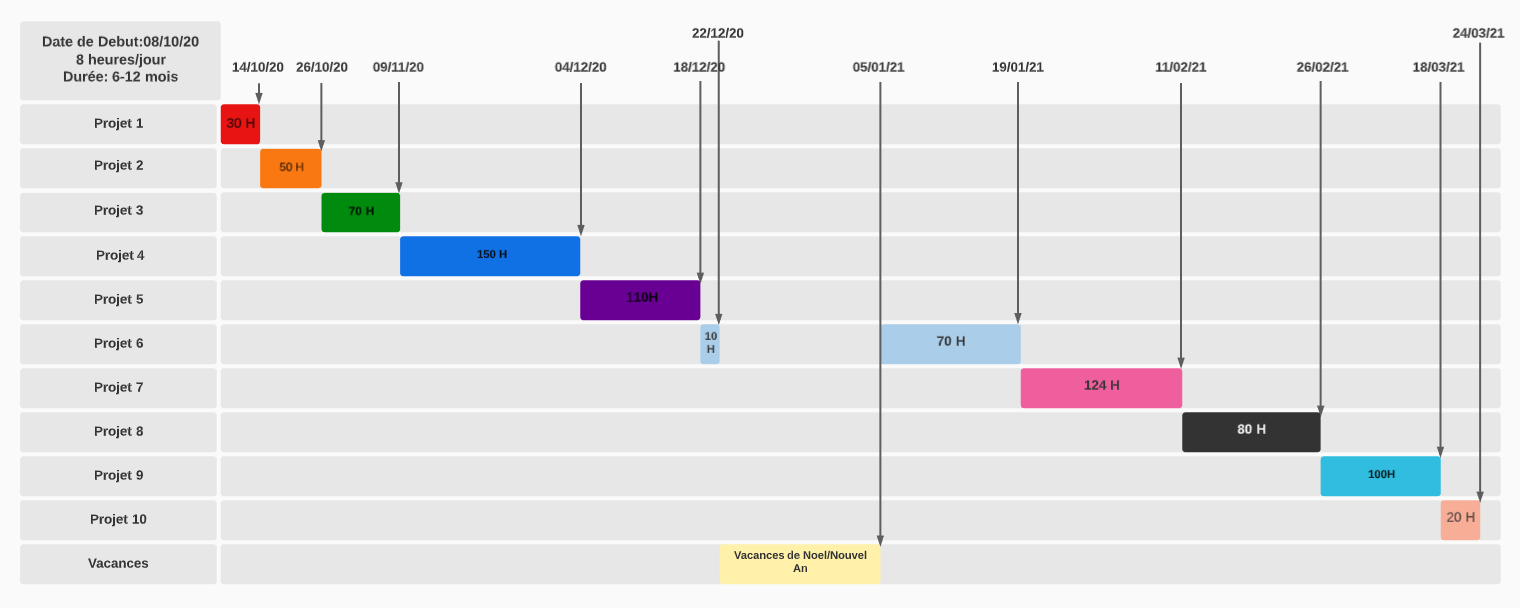 22/12/20
24/03/21
Date de Debut:08/10/20
8 heures/jour
Durée: 6-12 mois
14/10/20 26/10/20 09/11/20 04/12/20 18/12/20 05/01/21 19/01/21 11/02/21 26/02/21 18/03/21
Projet 1
30 H
Projet 2
50 H
Projet 3
70 H
Projet 4
150 H
Projet 5
110H
Projet 6
10
H
70 H
Projet 7
124 H
Projet 8
80 H
Projet 9
100H
Projet 10
20 H
Vacances
Vacances de Noel/Nouvel
An